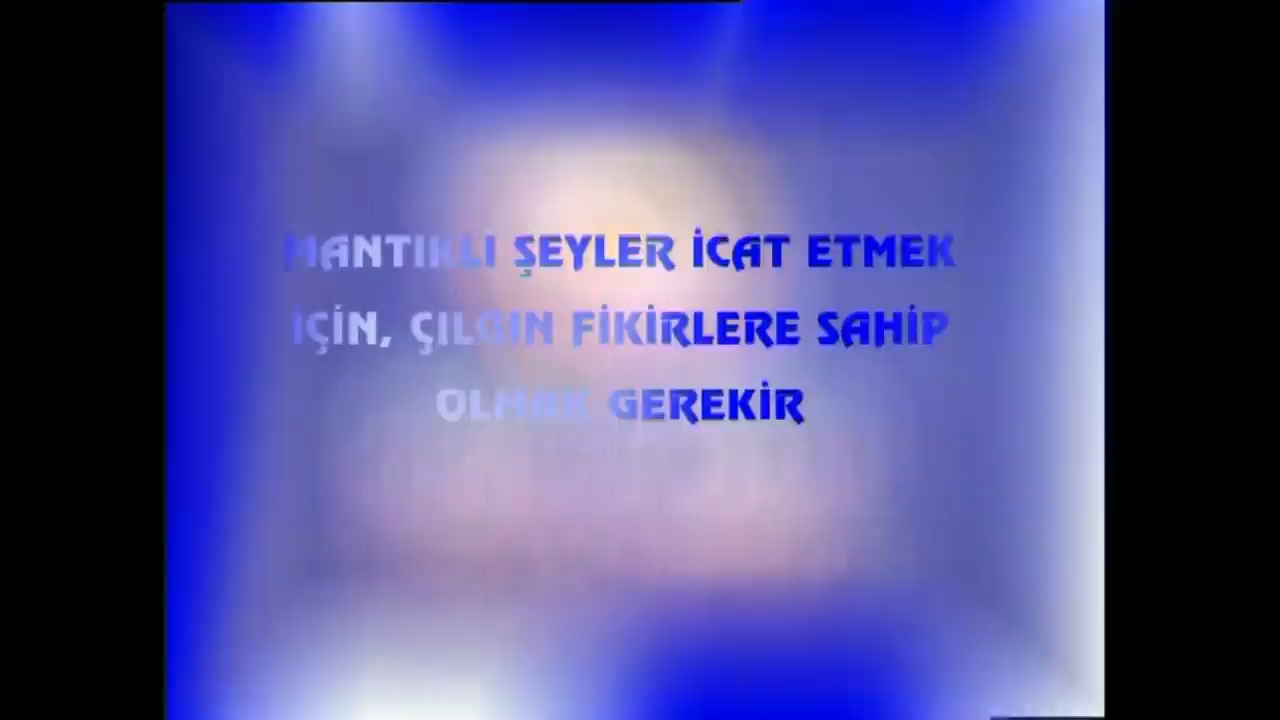 MANTIKLI ŞEYLER İCAT ETMEK
İÇİN, ÇILGIN FİKİRLERE SAHİP
OLMAK GEREKİR